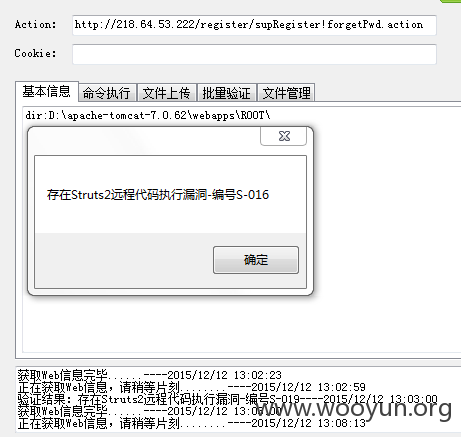 Action: http://218.64.53.222/register/supRegister!forgetPwd.action
Cookie:
基本信息 命令执行 文件上传 批量验证 文件管理
dir:D:\apache-tomcat-7.0.62\webapps\ROOT\
存在Struts2远程代码执行漏洞-编号S-016
确定
获取Web信息完毕......----2015/12/12 13:02:23
正在获取Web信息,请稍等片刻........----2015/12/12 13:02:59
验证结果: 存在Struts2远程代码执行漏洞-编号S-019----2015/12/12 13:03:00
获取Web信息完毕......----2015/12/12
正在获取Web信息,请稍等片刻........----2015/12/12 13:08:13
www.wooyun.org